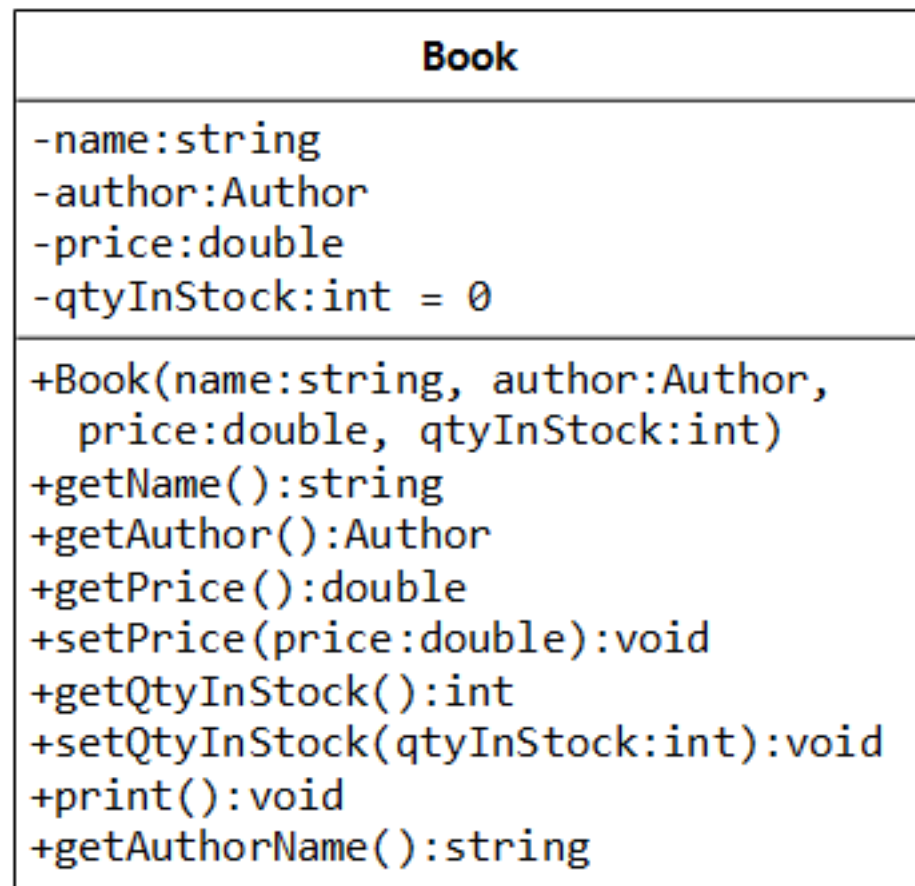 Book
-name:string
-author:Author
-price:double
-qtyInStock:int = 0
+Book(name:string, author:Author,
price:double, qtyInStock:int)
+getName():string
+getAuthor():Author
+getPrice():double
+setPrice(price:double):void
+getQtyInStock():int
+setQtyInStock(qtyInStock:int):void
+print():void
+getAuthorName():string